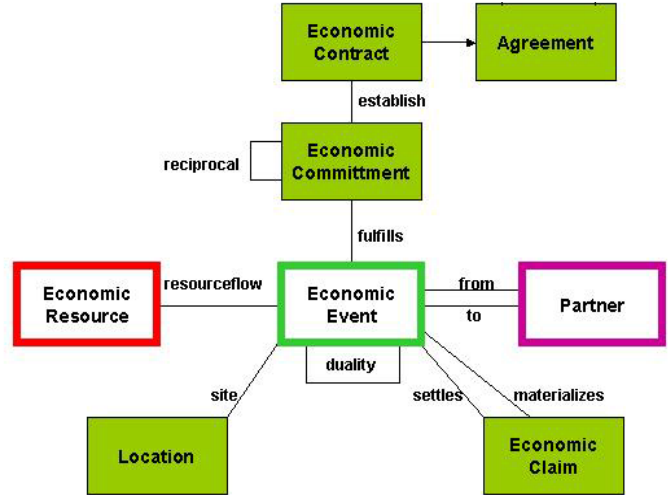 Economic
Contract
Agreement
establish
reciprocal
Economic
Committment
fulfills
Economic
Resource
resourceflow
Economic
Event
from
to
Partner
duality
site
settles
materializes
Location
Economic
Claim